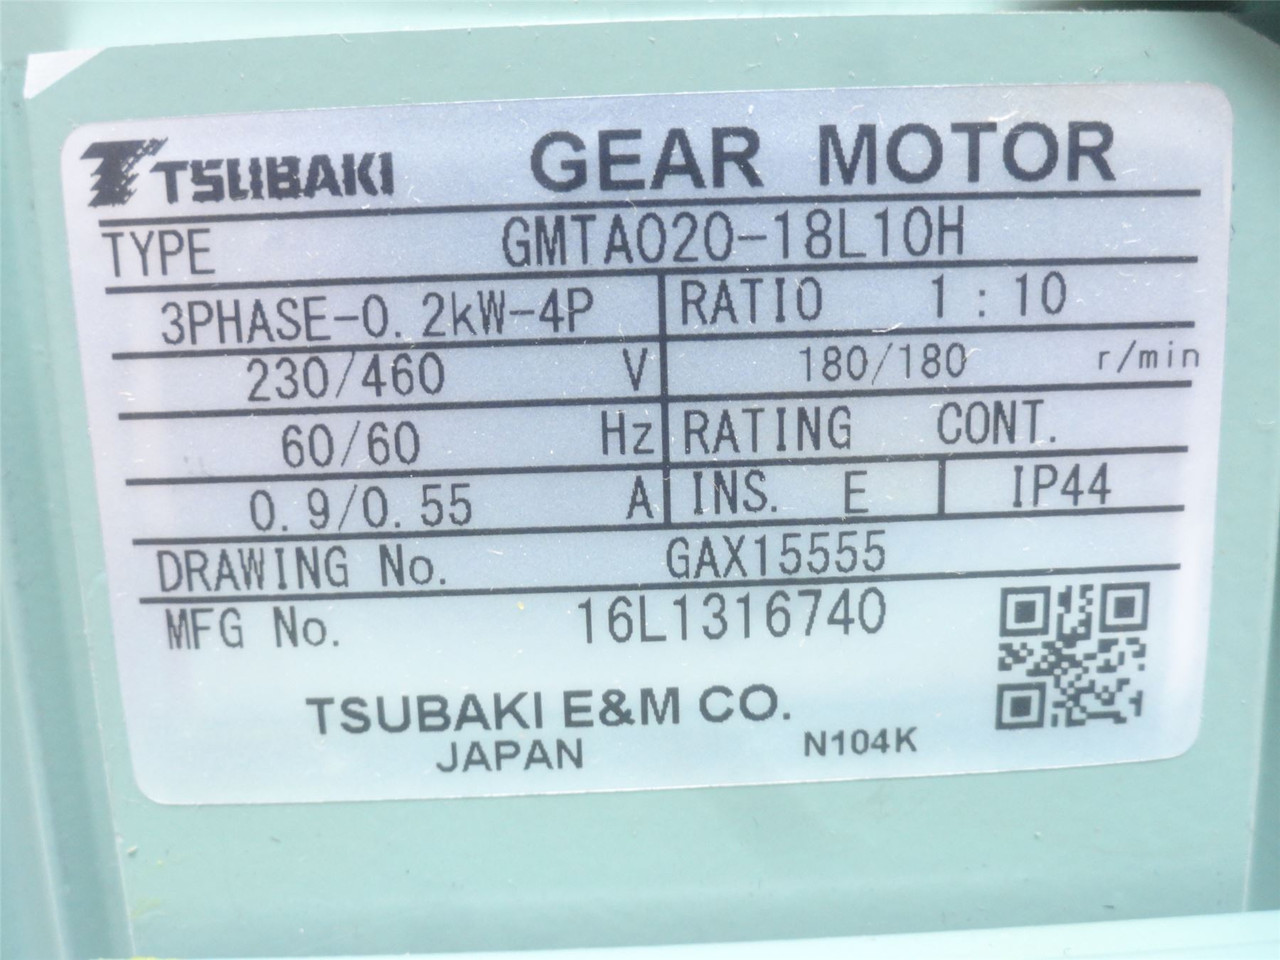 TSUBAKI GEAR MOTOR
TYPE GMTA020-18L10H
3PHASE-0.2kW-4P RATIO 1:10
230/460 V 180/180 r/min
60/60 Hz RATING CONT.
0.9/0.55 A INS. E IP44
DRAWING No. GAX15555
MFG No. 16L1316740
TSUBAKI E&M CO.
JAPAN N104K